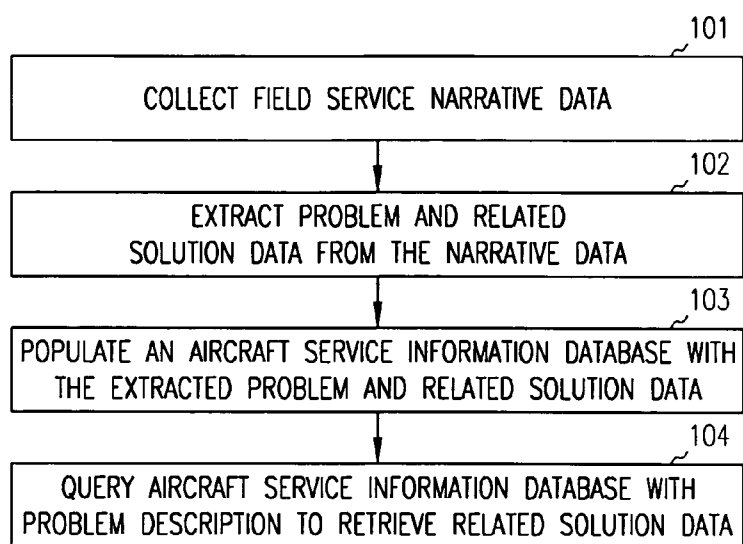 101
COLLECT FIELD SERVICE NARRATIVE DATA
102
EXTRACT PROBLEM AND RELATED
SOLUTION DATA FROM THE NARRATIVE DATA
103
POPULATE AN AIRCRAFT SERVICE INFORMATION DATABASE WITH
THE EXTRACTED PROBLEM AND RELATED SOLUTION DATA
104
QUERY AIRCRAFT SERVICE INFORMATION DATABASE WITH
PROBLEM DESCRIPTION TO RETRIEVE RELATED SOLUTION DATA